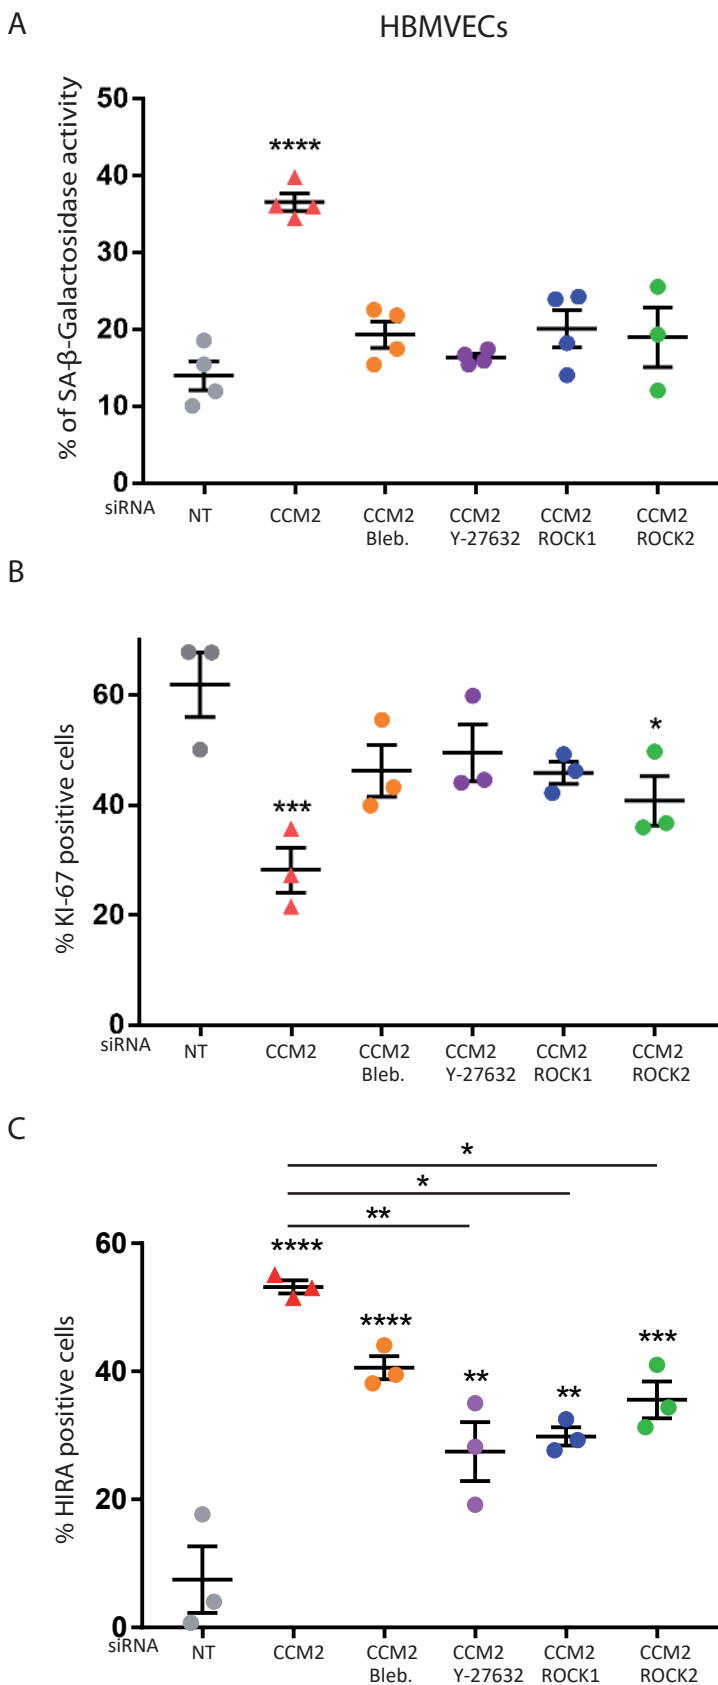 A
HBMVECs
% of SA-β-Galactosidase activity
50
40
30
20
10
0
****
siRNA
NT
CCM2
CCM2 Bleb.
CCM2 Y-27632
CCM2 ROCK1
CCM2 ROCK2
B
% KI-67 positive cells
60
40
20
0
***
*
siRNA
NT
CCM2
CCM2 Bleb.
CCM2 Y-27632
CCM2 ROCK1
CCM2 ROCK2
C
*
*
**
% HIRA positive cells
60
40
20
0
****
****
**
**
***
siRNA
NT
CCM2
CCM2 Bleb.
CCM2 Y-27632
CCM2 ROCK1
CCM2 ROCK2